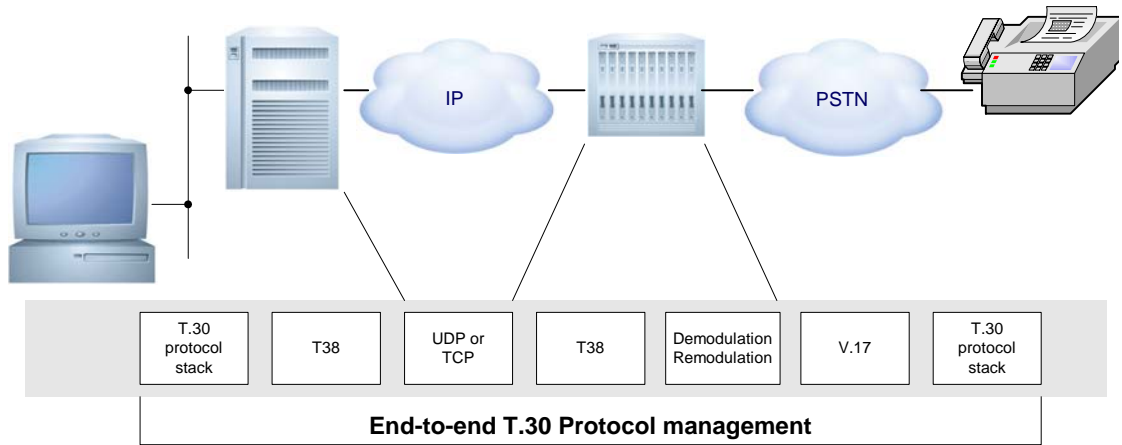 IP
PSTN
T.30
protocol
stack
T38
UDP or
TCP
T38
Demodulation
Remodulation
V.17
T.30
protocol
stack
End-to-end T.30 Protocol management